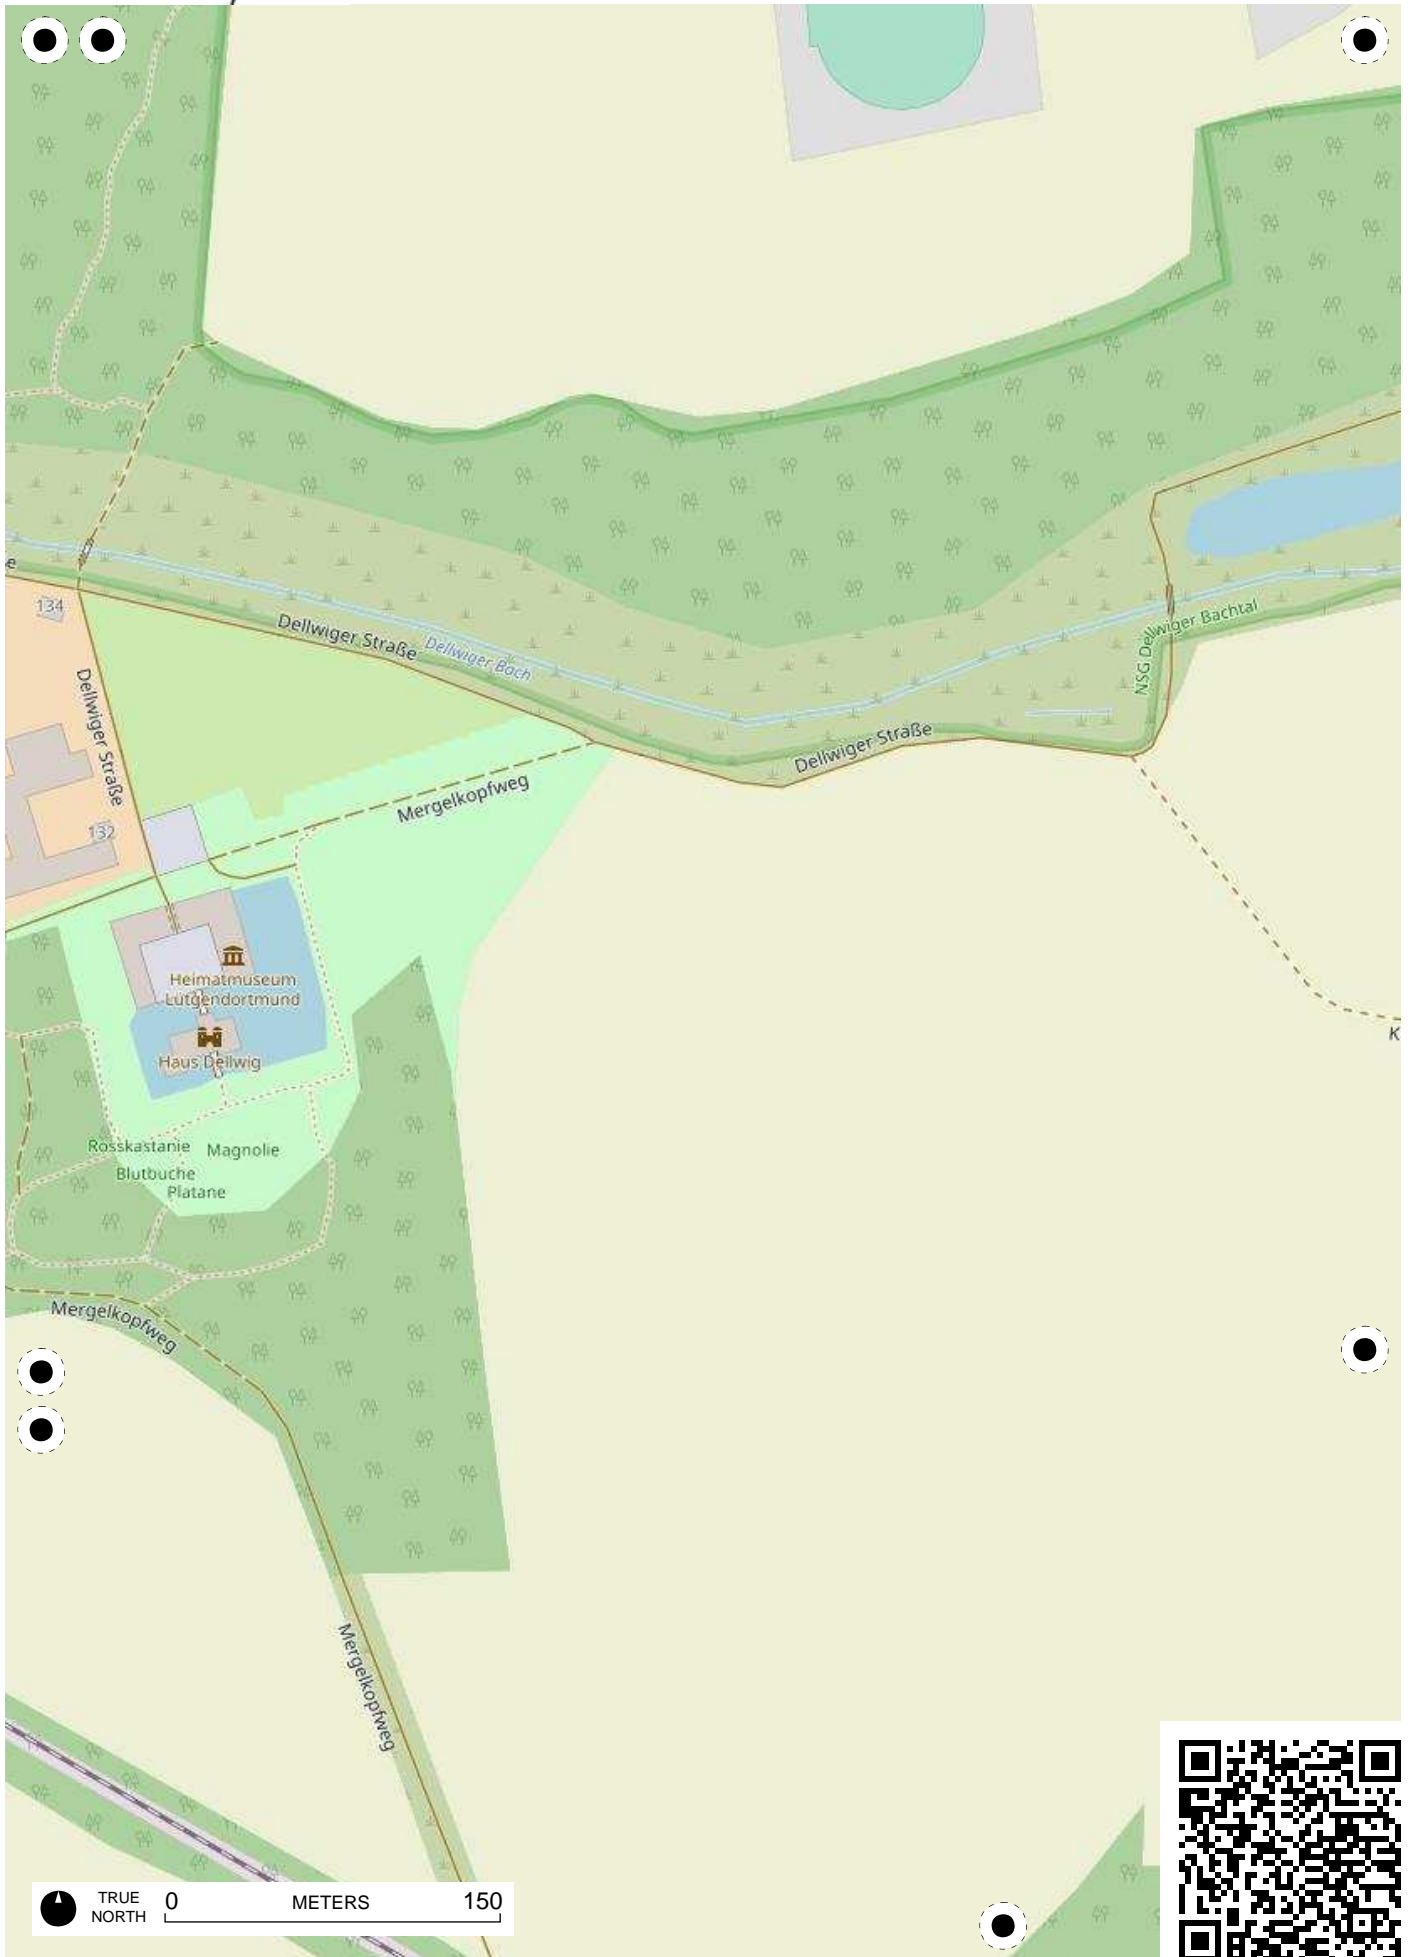 134
Dellwiger Straße
Dellwiger Bach
NSG Dellwiger Bachtal
Dellwiger Straße
Dellwiger Straße
Mergelkopfweg
132
Heimatmuseum
Lütgendortmund
Haus Dellwig
Rosskastanie
Magnolie
Blutbuche
Platane
Mergelkopfweg
Mergelkopfweg
TRUE
NORTH
0
METERS
150